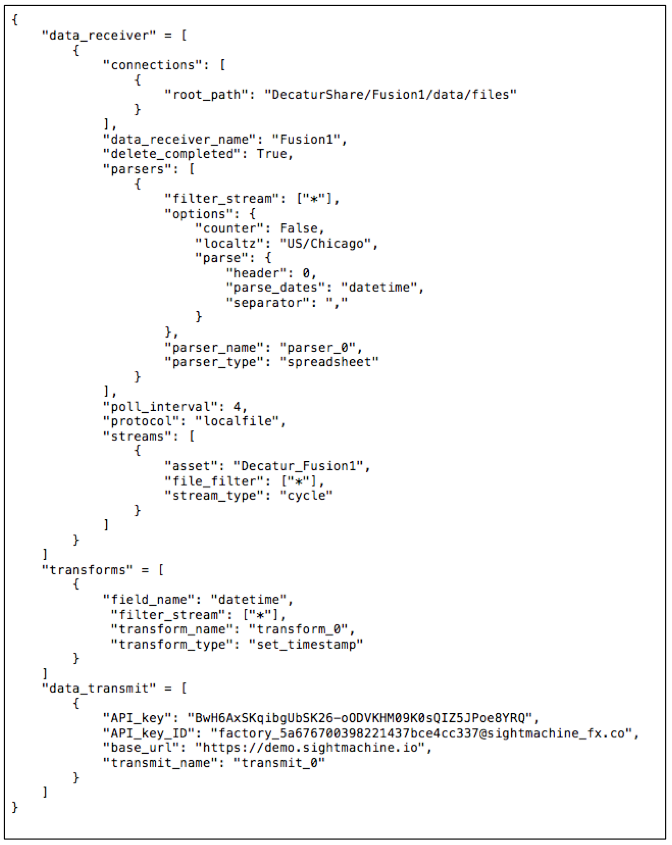 {
"data_receiver" = [
{
"connections": [
{
"root_path": "DecaturShare/Fusion1/data/files"
}
],
"data_receiver_name": "Fusion1",
"delete_completed": True,
"parsers": [
{
"filter_stream": ["*"],
"options": {
"counter": False,
"localtz": "US/Chicago",
"parse": {
"header": 0,
"parse_dates": "datetime",
"separator": ","
}
},
"parser_name": "parser_0",
"parser_type": "spreadsheet"
}
],
"poll_interval": 4,
"protocol": "localfile",
"streams": [
{
"asset": "Decatur_Fusion1",
"file_filter": ["*"],
"stream_type": "cycle"
}
]
}
]
"transforms" = [
{
"field_name": "datetime",
"filter_stream": ["*"],
"transform_name": "transform_0",
"transform_type": "set_timestamp"
}
]
"data_transmit" = [
{
"API_key": "BwH6AxSKqibgUbSK26-oODVKHM09K0sQIZ5JPoe8YRQ",
"API_key_ID": "factory_5a676700398221437bce4cc337@sightmachine_fx.co",
"base_url": "https://demo.sightmachine.io",
"transmit_name": "transmit_0"
}
]
}